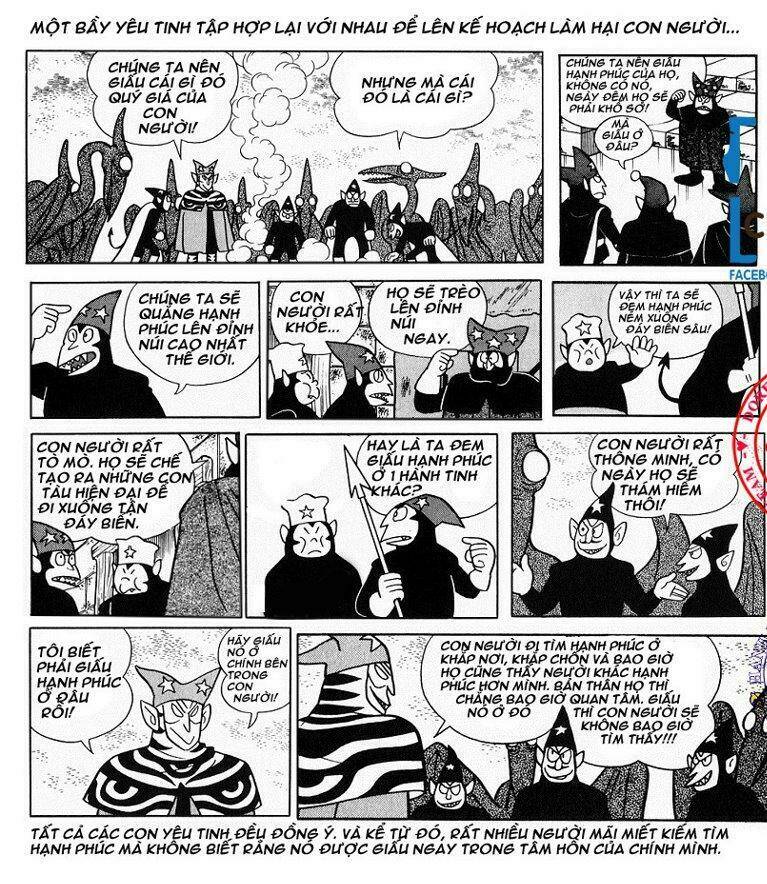 MỘT BẦY YÊU TINH TẬP HỢP LẠI VỚI NHAU ĐỂ LÊN KẾ HOẠCH LÀM HẠI CON NGƯỜI...
CHÚNG TA NÊN
GIẤU CÁI GÌ ĐÓ
QUÝ GIÁ CỦA
CON
NGƯỜI!
NHƯNG MÀ CÁI
ĐÓ LÀ CÁI GÌ?
CHÚNG TA NÊN GIẤU
HẠNH PHÚC CỦA HỌ,
KHÔNG CÓ NÓ,
NGÀY ĐÊM HỌ SẼ
PHẢI KHỔ SỞ!
MÀ
GIẤU Ở
ĐÂU?
FACEBO
CHÚNG TA SẼ
QUẲNG HẠNH
PHÚC LÊN ĐỈNH
NÚI CAO NHẤT
THẾ GIỚI.
CON
NGƯỜI RẤT
KHỎE...
HỌ SẼ TRÈO
LÊN ĐỈNH
NÚI
NGAY.
VẬY THÌ TA SẼ
ĐEM HẠNH PHÚC
NÉM XUỐNG
ĐÁY BIỂN SÂU!
CON NGƯỜI RẤT
TÒ MÒ. HỌ SẼ CHẾ
TẠO RA NHỮNG CON
TÀU HIỆN ĐẠI ĐỂ
ĐI XUỐNG TẬN
ĐÁY BIỂN.
HAY LÀ TA ĐEM
GIẤU HẠNH PHÚC
Ở 1 HÀNH TINH
KHÁC?
CON NGƯỜI RẤT
THÔNG MINH, CÓ
NGÀY HỌ SẼ
THÁM HIỂM
THÔI!
TÔI BIẾT
PHẢI GIẤU
HẠNH PHÚC
Ở ĐÂU
RỒI!
HÃY GIẤU
NÓ Ở
CHÍNH BÊN
TRONG
CON
NGƯỜI!
CON NGƯỜI ĐI TÌM HẠNH PHÚC Ở
KHẮP NƠI, KHẮP CHỐN VÀ BAO GIỜ
HỌ CŨNG THẤY NGƯỜI KHÁC HẠNH
PHÚC HƠN MÌNH. BẢN THÂN HỌ THÌ
CHẲNG BAO GIỜ QUAN TÂM. GIẤU
NÓ Ở ĐÓ THÌ CON NGƯỜI SẼ
KHÔNG BAO GIỜ
TÌM THẤY!!!
TẤT CẢ CÁC CON YÊU TINH ĐỀU ĐỒNG Ý. VÀ KỂ TỪ ĐÓ, RẤT NHIỀU NGƯỜI MÃI MIẾT KIẾM TÌM
HẠNH PHÚC MÀ KHÔNG BIẾT RẰNG NÓ ĐƯỢC GIẤU NGAY TRONG TÂM HỒN CỦA CHÍNH MÌNH.